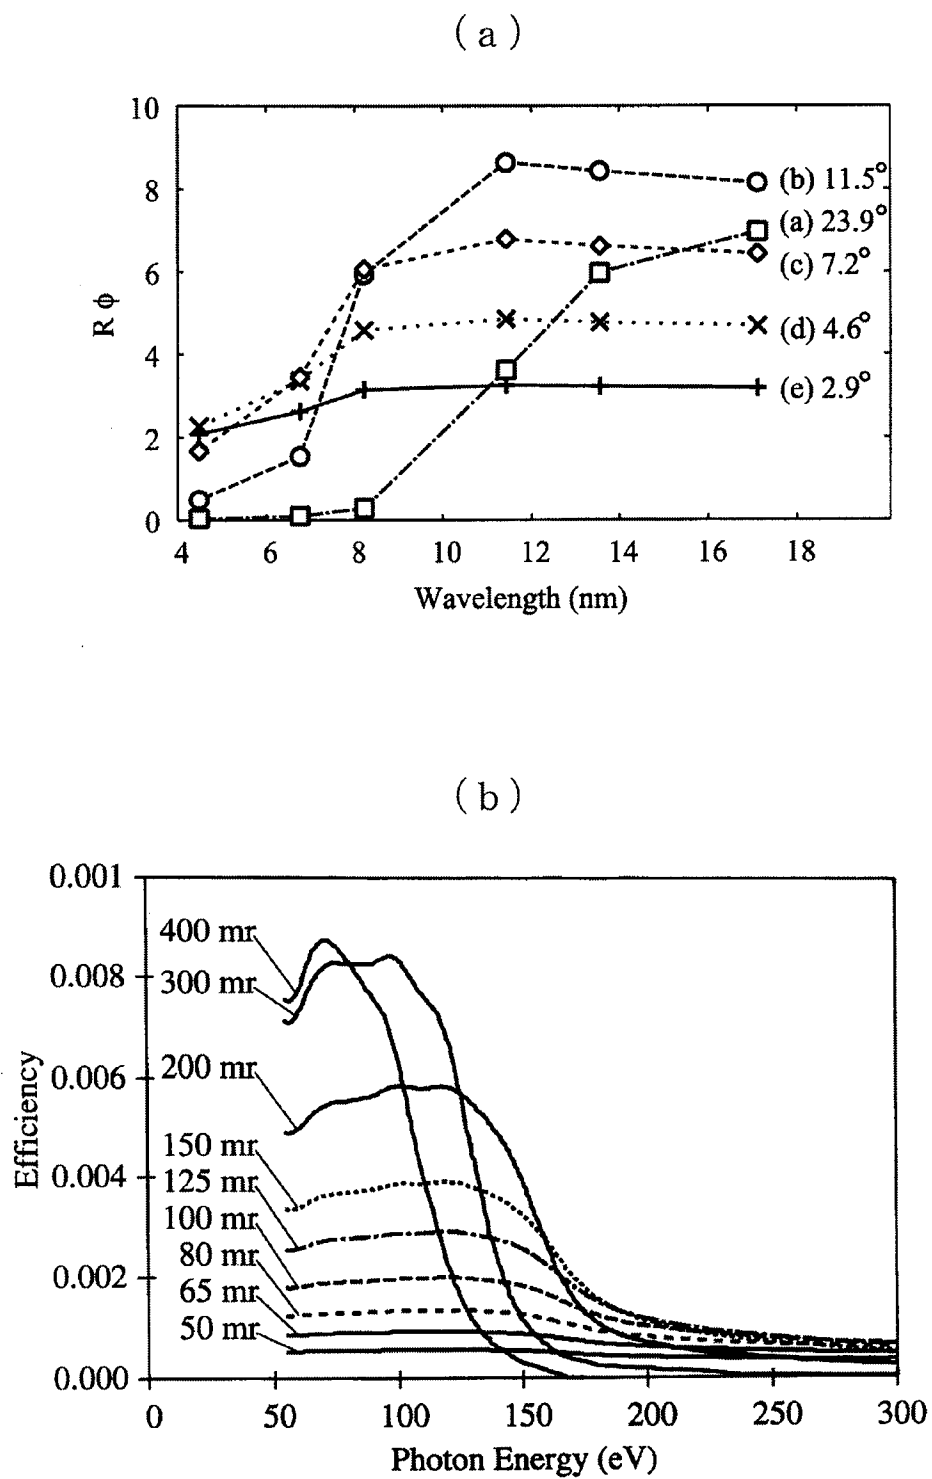 (a)
10
8
6
4
2
0
R ϕ
(b) 11.5°
(a) 23.9°
(c) 7.2°
(d) 4.6°
(e) 2.9°
4 6 8 10 12 14 16 18
Wavelength (nm)
(b)
0.001
0.008
0.006
0.004
0.002
0.000
Efficiency
400 mr
300 mr
200 mr
150 mr
125 mr
100 mr
80 mr
65 mr
50 mr
0 50 100 150 200 250 300
Photon Energy (eV)